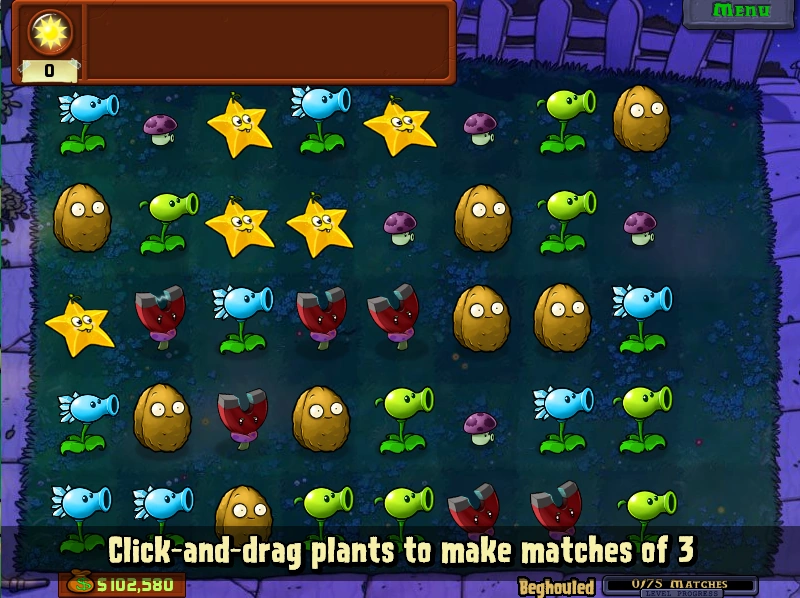 Menu
0
Click-and-drag plants to make matches of 3
$102,580
Beghouled
0/75 Matches
LEVEL PROGRESS